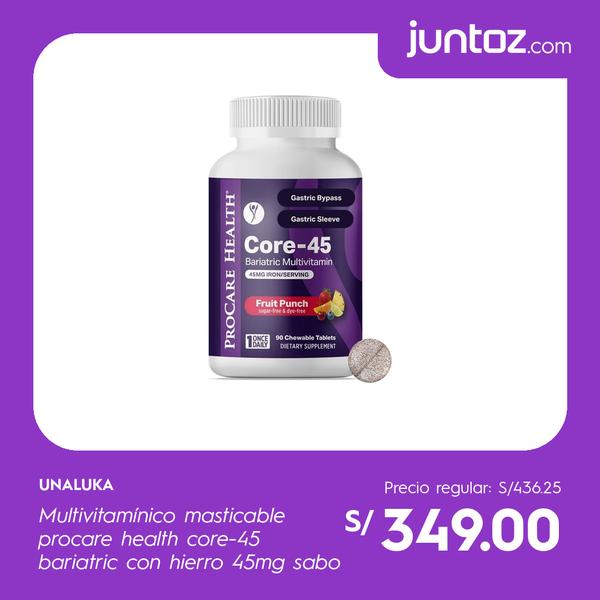 juntoz.com
Gastric Bypass
Gastric Sleeve
PROCARE HEALTH®
Core-45
Bariatric Multivitamin
45MG IRON/SERVING
Fruit Punch
sugar-free & dye-free
1 ONCE DAILY
90 Chewable Tablets
DIETARY SUPPLEMENT
UNALUKA
Multivitamínico masticable
procare health core-45
bariatric con hierro 45mg sabo
Precio regular: S/436.25
S/ 349.00